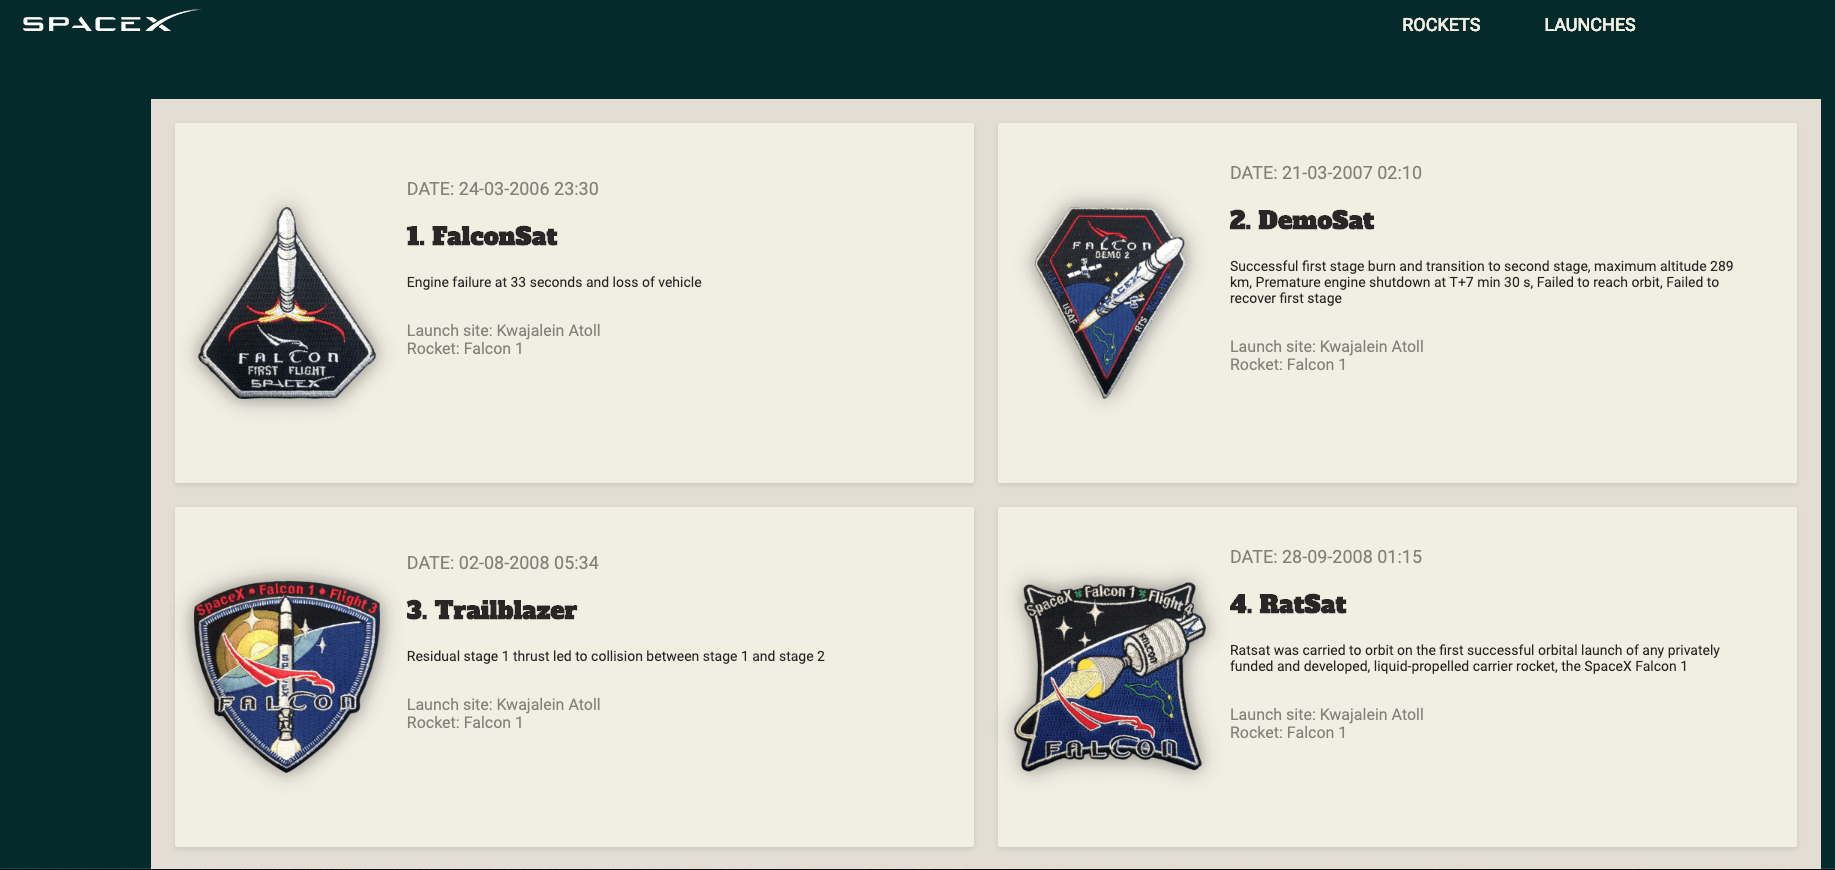 SPACEX
ROCKETS
LAUNCHES
DATE: 24-03-2006 23:30
1. FalconSat
Engine failure at 33 seconds and loss of vehicle
Launch site: Kwajalein Atoll
Rocket: Falcon 1
FALCON
FIRST FLIGHT
SPACEX
DATE: 21-03-2007 02:10
2. DemoSat
Successful first stage burn and transition to second stage, maximum altitude 289
km, Premature engine shutdown at T+7 min 30 s, Failed to reach orbit, Failed to
recover first stage
Launch site: Kwajalein Atoll
Rocket: Falcon 1
FALCON
DEMO 2
SPACEX
USAF
RTS
DATE: 02-08-2008 05:34
3. Trailblazer
Residual stage 1 thrust led to collision between stage 1 and stage 2
Launch site: Kwajalein Atoll
Rocket: Falcon 1
SpaceX • Falcon 1 • Flight 3
FALCON
DATE: 28-09-2008 01:15
4. RatSat
Ratsat was carried to orbit on the first successful orbital launch of any privately
funded and developed, liquid-propelled carrier rocket, the SpaceX Falcon 1
Launch site: Kwajalein Atoll
Rocket: Falcon 1
SpaceX Falcon 1 Flight 4
FALCON
FALCON